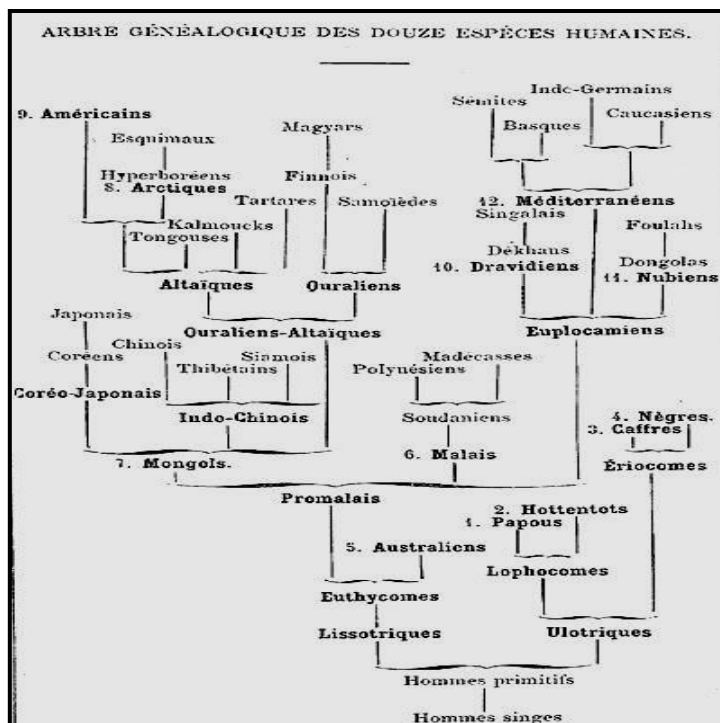 ARBRE GÉNÉALOGIQUE DES DOUZE ESPÈCES HUMAINES.
Indo-Germains
Sémites
9. Américains
Caucasiens
Magyars
Basques
Esquimaux
Hyperboréens
Finnois
8. Arctiques
Tartares
Samoïèdes
12. Méditerranéens
Singalais
Foulahs
Kalmoucks
Tongouses
Dékhans
Dongolas
10. Dravidiens
11. Nubiens
Altaïques
Ouraliens
Japonais
Ouraliens-Altaïques
Euplocamiens
Chinois
Coréens
Siamois
Madécasses
Thibétains
Polynésiens
Coréo-Japonais
Indo-Chinois
Soudaniens
4. Nègres.
3. Caffres
7. Mongols.
6. Malais
Ériocomes
Promalais
2. Hottentots
1. Papous
5. Australiens
Lophocomes
Euthycomes
Lissotriques
Ulotriques
Hommes primitifs
Hommes singes